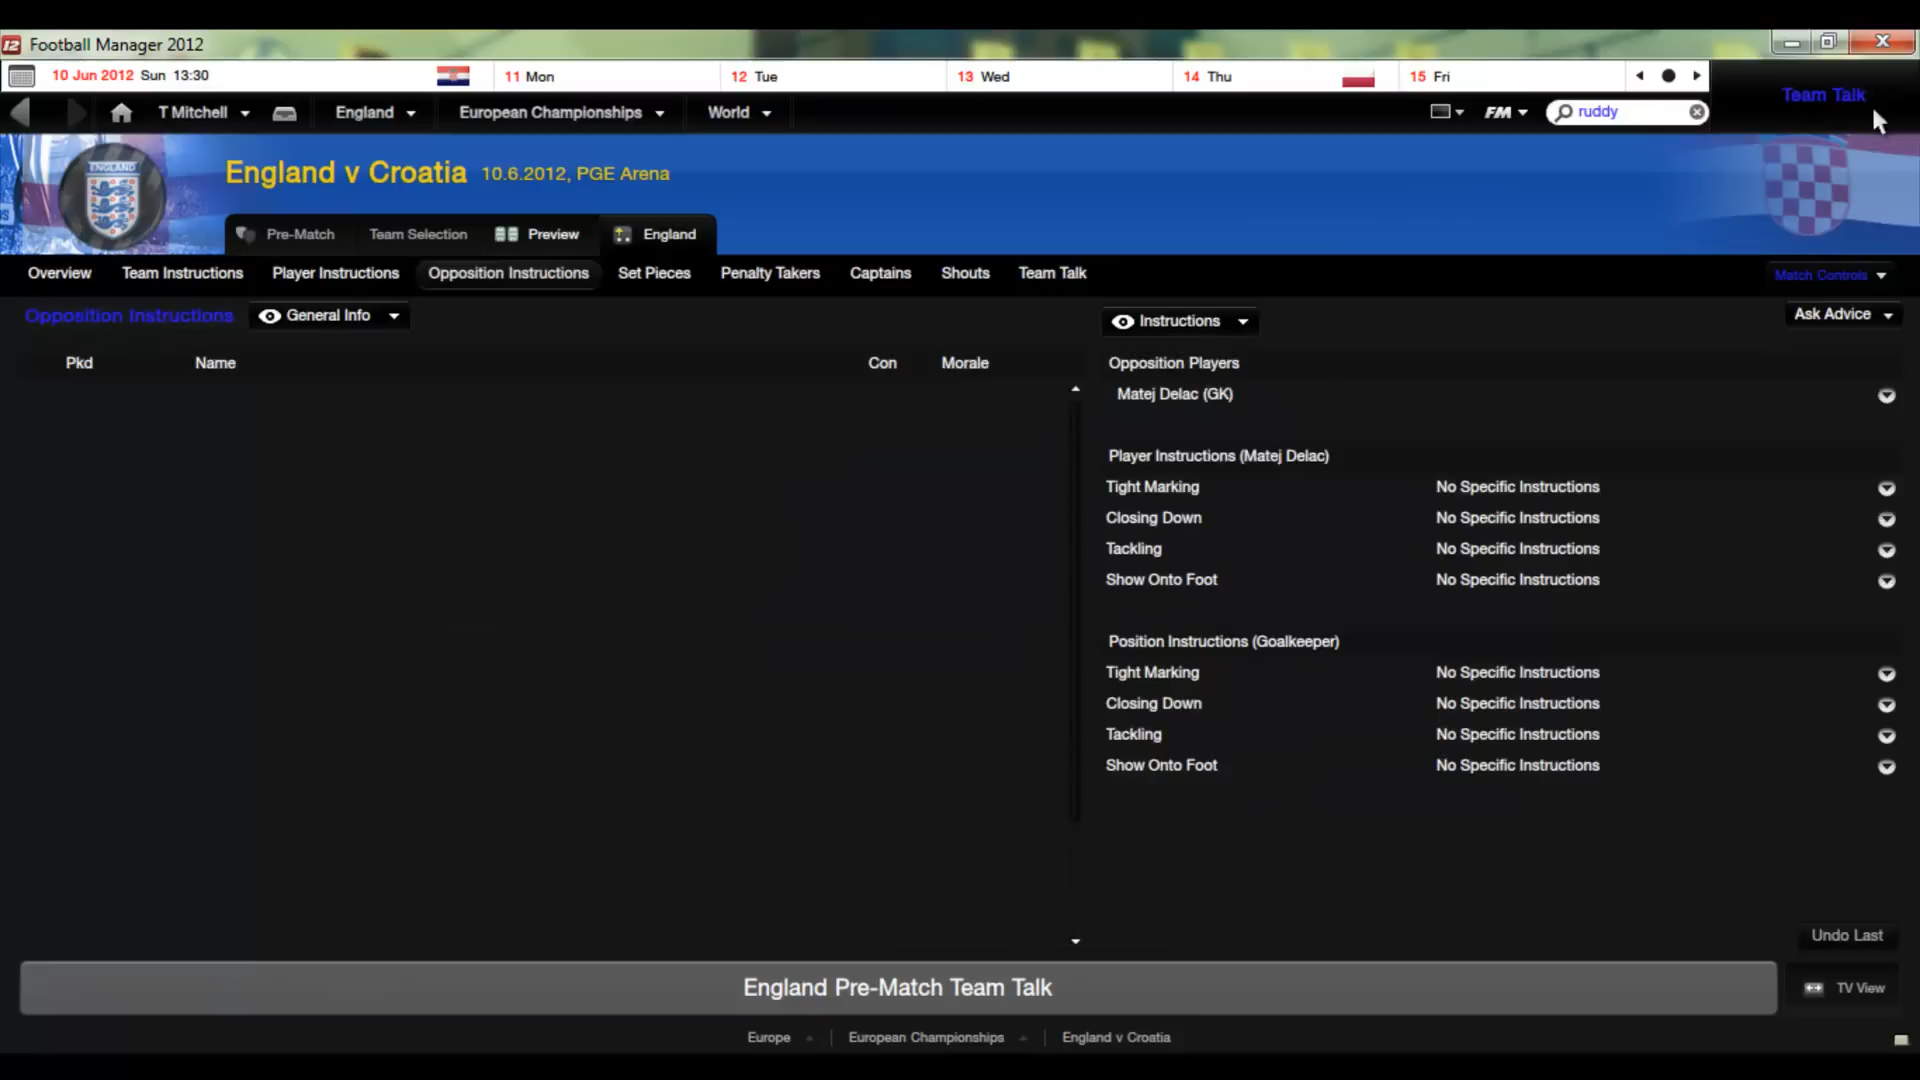 Football Manager 2012
10 Jun 2012 Sun 13:30 11 Mon 12 Tue 13 Wed 14 Thu 15 Fri
Team Talk
T Mitchell England European Championships World FM ruddy
ENGLAND
England v Croatia 10.6.2012, PGE Arena
Pre-Match Team Selection Preview England
Overview Team Instructions Player Instructions Opposition Instructions Set Pieces Penalty Takers Captains Shouts Team Talk Match Controls
Opposition Instructions General Info Instructions Ask Advice
Pkd Name Con Morale Opposition Players
Matej Delac (GK)
Player Instructions (Matej Delac)
Tight Marking No Specific Instructions
Closing Down No Specific Instructions
Tackling No Specific Instructions
Show Onto Foot No Specific Instructions
Position Instructions (Goalkeeper)
Tight Marking No Specific Instructions
Closing Down No Specific Instructions
Tackling No Specific Instructions
Show Onto Foot No Specific Instructions
Undo Last
England Pre-Match Team Talk TV View
Europe European Championships England v Croatia